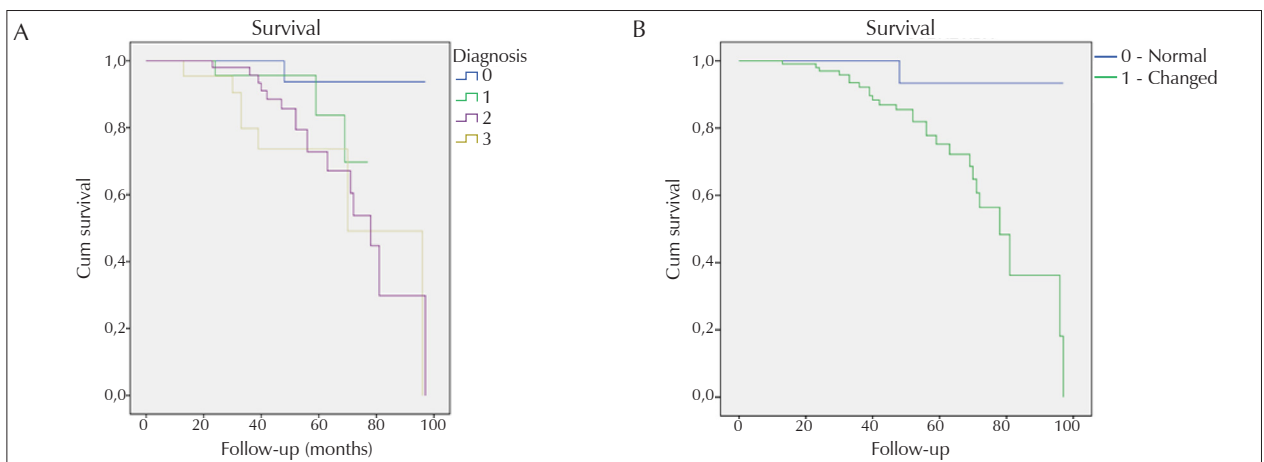 A
Survival
Diagnosis
0
1
2
3
1,0
0,8
0,6
0,4
0,2
0,0
Cum survival
0 20 40 60 80 100
Follow-up (months)
B
Survival
0 - Normal
1 - Changed
1,0
0,8
0,6
0,4
0,2
0,0
Cum survival
0 20 40 60 80 100
Follow-up